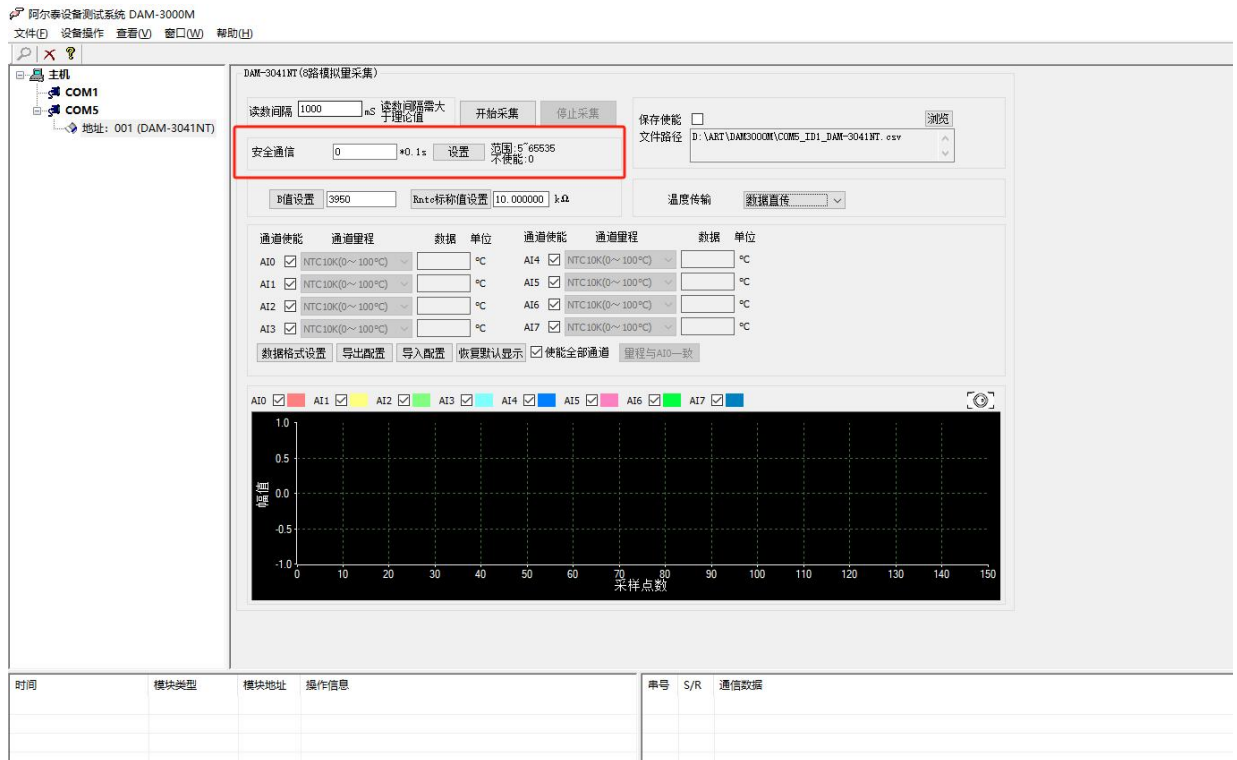 阿尔泰设备测试系统 DAM-3000M
文件(F) 设备操作 查看(V) 窗口(W) 帮助(H)
主机
COM1
COM5
地址：001 (DAM-3041NT)
DAM-3041NT(8路模拟量采集)
读数间隔 1000 mS 读数间隔需大于理论值 开始采集 停止采集
安全通信 0 *0.1s 设置 范围:5~65535
不使能:0
保存使能 浏览
文件路径 D:\ART\DAM3000M\COM5_ID1_DAM-3041NT.csv
B值设置 3950 Rntc标称值设置 10.000000 kΩ
温度传输 数据直传
通道使能 通道量程 数据 单位 通道使能 通道量程 数据 单位
AI0 NTC10K(0～100℃) ℃ AI4 NTC10K(0～100℃) ℃
AI1 NTC10K(0～100℃) ℃ AI5 NTC10K(0～100℃) ℃
AI2 NTC10K(0～100℃) ℃ AI6 NTC10K(0～100℃) ℃
AI3 NTC10K(0～100℃) ℃ AI7 NTC10K(0～100℃) ℃
数据格式设置 导出配置 导入配置 恢复默认显示 使能全部通道 量程与AI0一致
AI0 AI1 AI2 AI3 AI4 AI5 AI6 AI7
1.0
0.5
0.0
-0.5
-1.0
幅值
0 10 20 30 40 50 60 70 80 90 100 110 120 130 140 150
采样点数
时间 模块类型 模块地址 操作信息 串号 S/R 通信数据